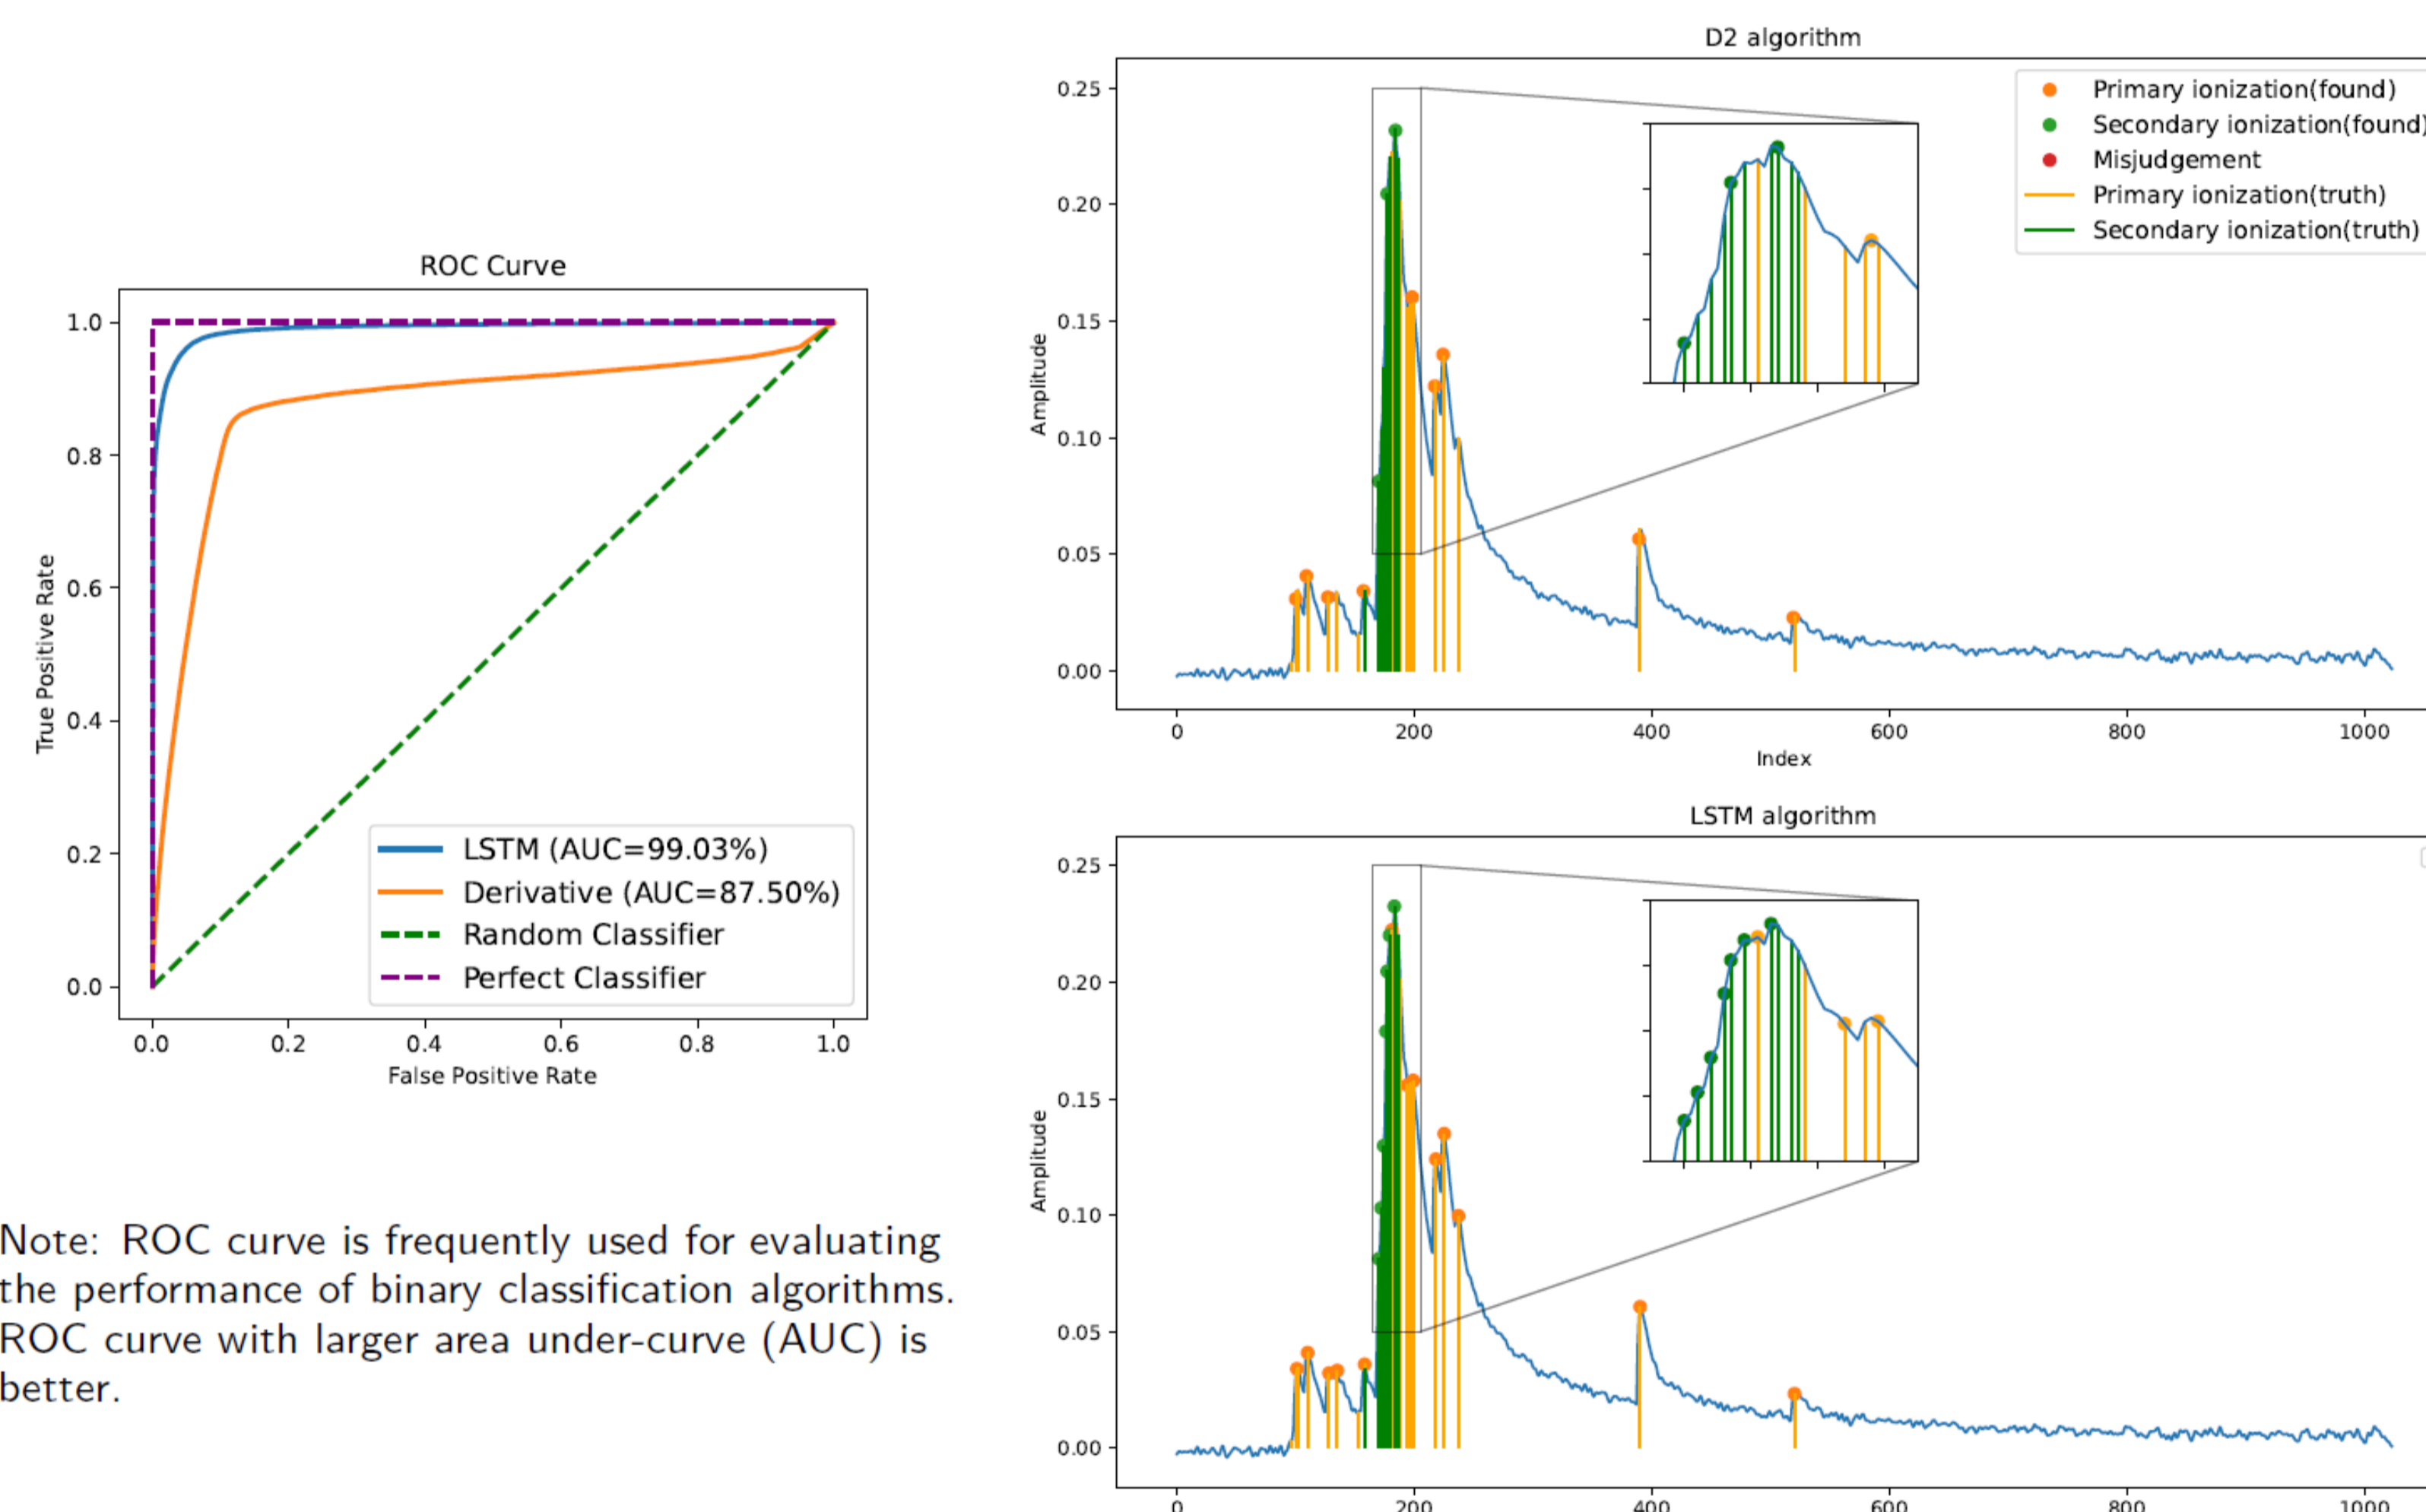 ROC Curve
1.0
0.8
0.6
0.4
0.2
0.0
True Positive Rate
0.0 0.2 0.4 0.6 0.8 1.0
False Positive Rate
LSTM (AUC=99.03%)
Derivative (AUC=87.50%)
Random Classifier
Perfect Classifier
Note: ROC curve is frequently used for evaluating
the performance of binary classification algorithms.
ROC curve with larger area under-curve (AUC) is
better.
D2 algorithm
0.25
0.20
0.15
0.10
0.05
0.00
Amplitude
Primary ionization(found)
Secondary ionization(found)
Misjudgement
Primary ionization(truth)
Secondary ionization(truth)
0 200 400 600 800 1000
Index
LSTM algorithm
0.25
0.20
0.15
0.10
0.05
0.00
Amplitude
0 200 400 600 800 1000